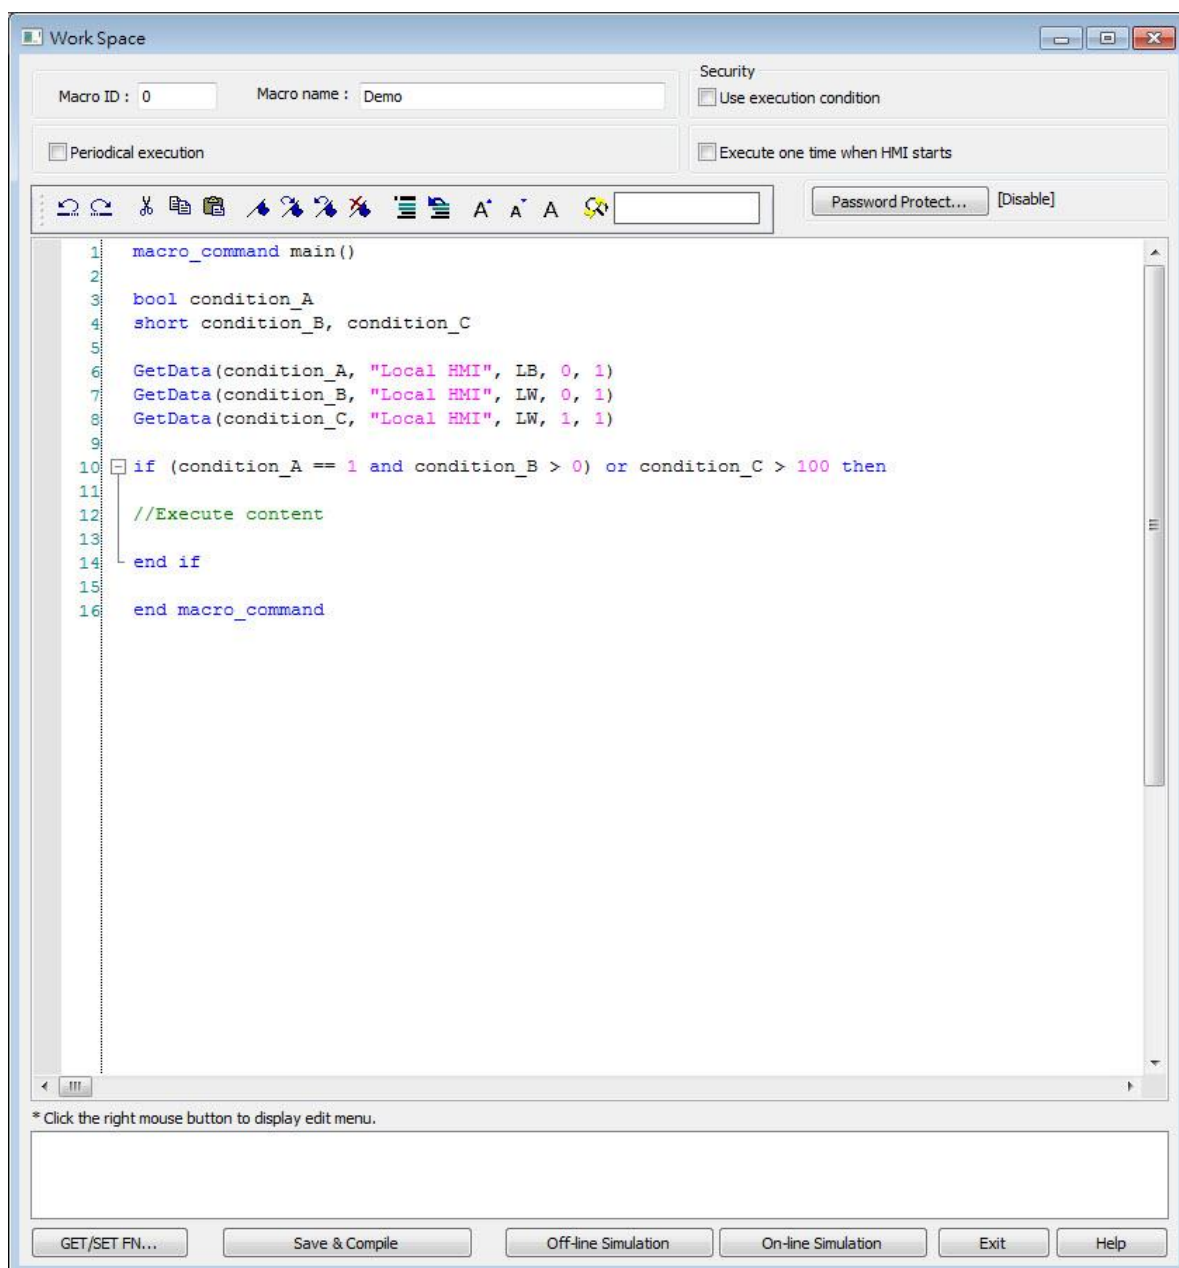 Work Space
Security
Macro ID : 0 Macro name : Demo Use execution condition
Periodical execution Execute one time when HMI starts
A A A Password Protect... [Disable]
1 macro_command main()
2
3 bool condition_A
4 short condition_B, condition_C
5
6 GetData(condition_A, "Local HMI", LB, 0, 1)
7 GetData(condition_B, "Local HMI", LW, 0, 1)
8 GetData(condition_C, "Local HMI", LW, 1, 1)
9
10 if (condition_A == 1 and condition_B > 0) or condition_C > 100 then
11
12 //Execute content
13
14 end if
15
16 end macro_command
* Click the right mouse button to display edit menu.
GET/SET FN... Save & Compile Off-line Simulation On-line Simulation Exit Help